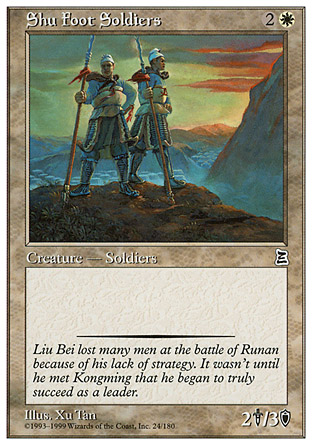 Shu Foot Soldiers 2
Creature — Soldiers
Liu Bei lost many men at the battle of Runan
because of his lack of strategy. It wasn't until
he met Kongming that he began to truly
succeed as a leader.
Illus. Xu Tan
©1993-1999 Wizards of the Coast, Inc. 24/180
2/3